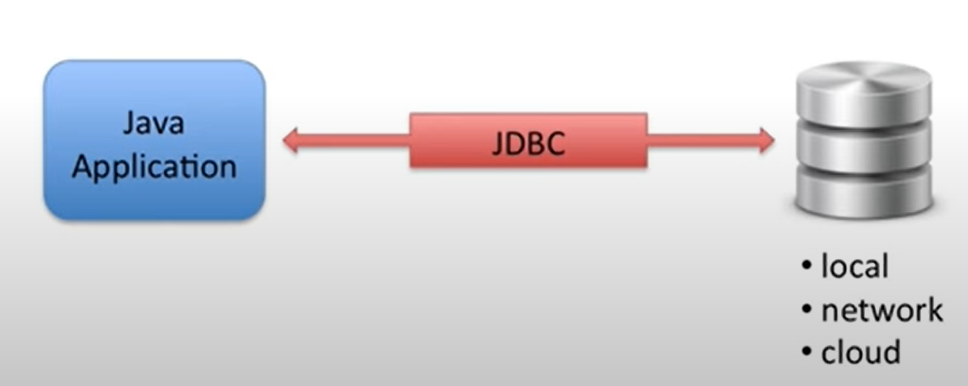 Java
Application
JDBC
• local
• network
• cloud